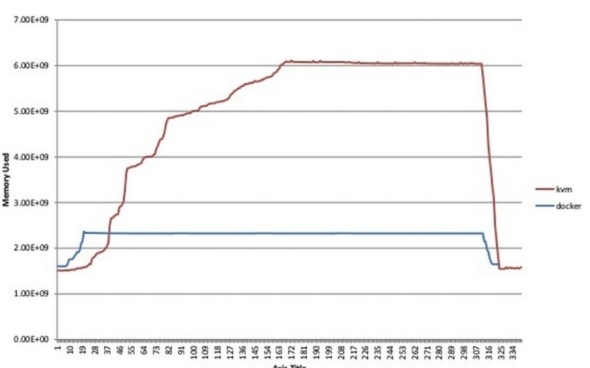 7.00E+09
6.00E+09
5.00E+09
4.00E+09
3.00E+09
2.00E+09
1.00E+09
0.00E+00
Memory Used
kvm
docker
1 10 19 28 37 46 55 64 73 82 91 100 109 118 127 136 145 154 163 172 181 190 199 208 217 226 235 244 253 262 271 280 289 298 307 316 325 334
Axis Title